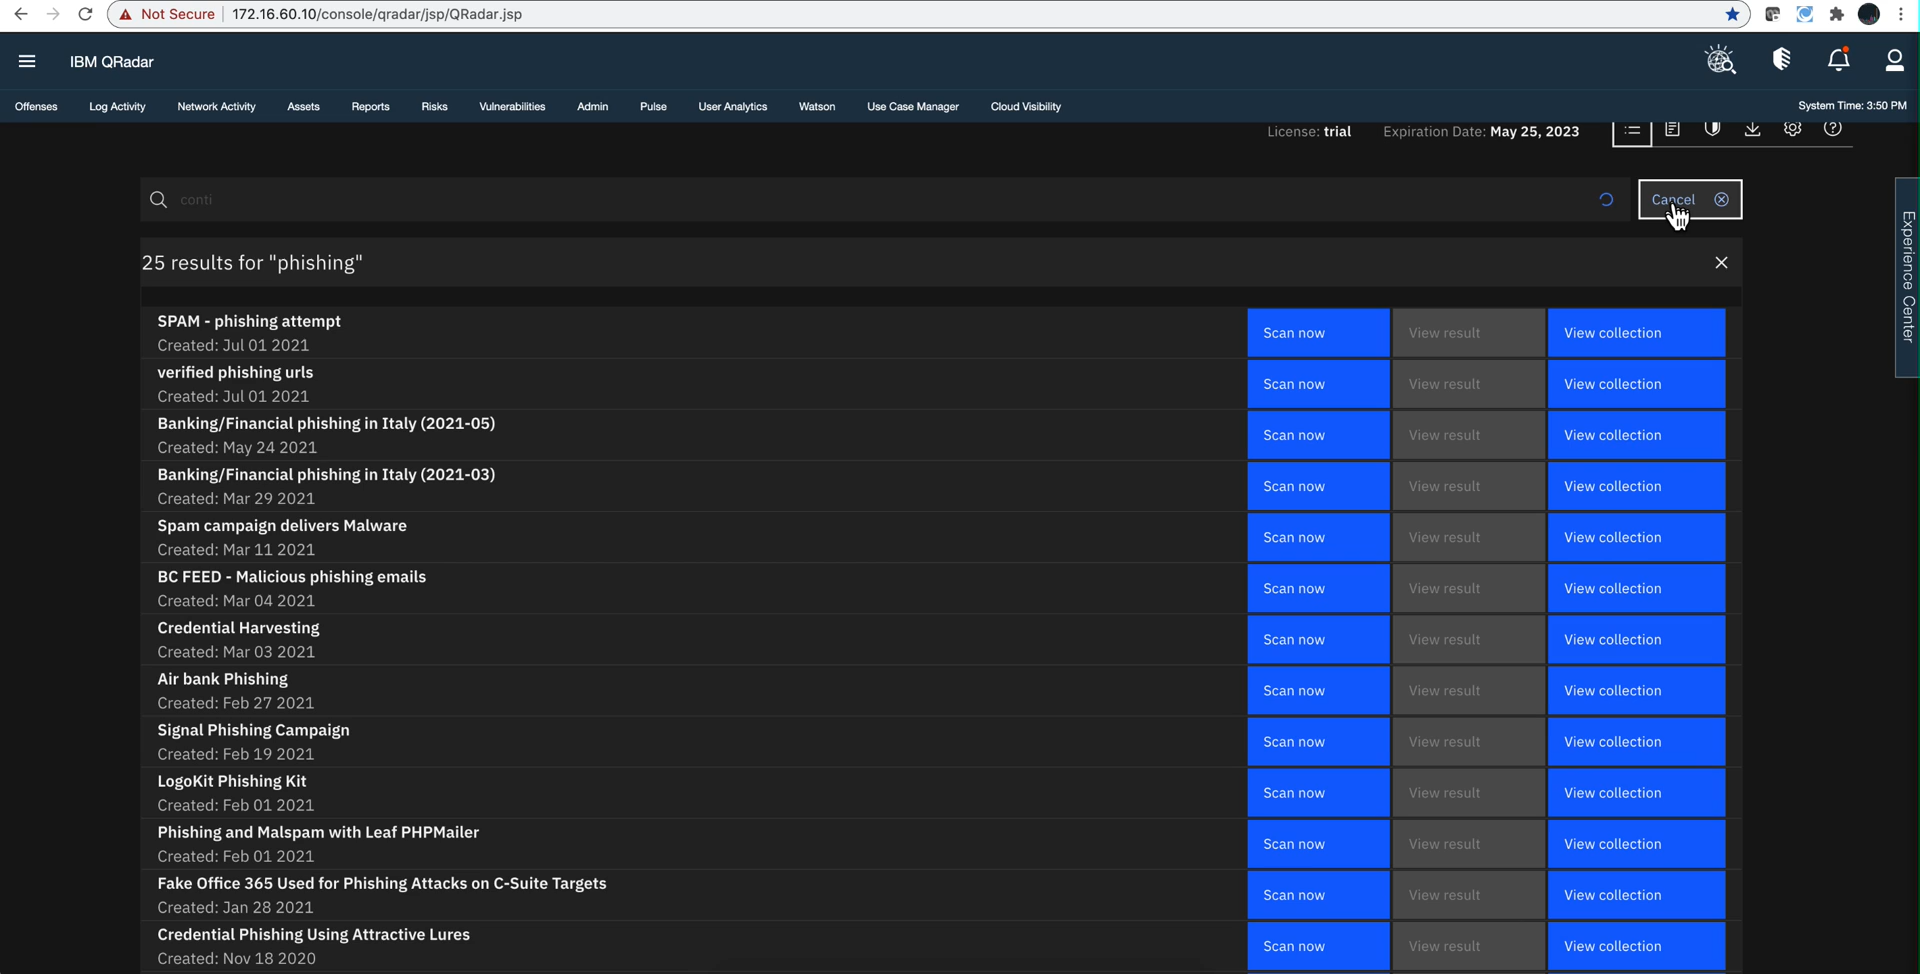 Not Secure 172.16.60.10/console/qradar/jsp/QRadar.jsp
IBM QRadar
Offenses Log Activity Network Activity Assets Reports Risks Vulnerabilities Admin Pulse User Analytics Watson Use Case Manager Cloud Visibility System Time: 3:50 PM
License: trial Expiration Date: May 25, 2023
conti Cancel
Experience Center
25 results for "phishing"
SPAM - phishing attempt
Created: Jul 01 2021
Scan now View result View collection
verified phishing urls
Created: Jul 01 2021
Scan now View result View collection
Banking/Financial phishing in Italy (2021-05)
Created: May 24 2021
Scan now View result View collection
Banking/Financial phishing in Italy (2021-03)
Created: Mar 29 2021
Scan now View result View collection
Spam campaign delivers Malware
Created: Mar 11 2021
Scan now View result View collection
BC FEED - Malicious phishing emails
Created: Mar 04 2021
Scan now View result View collection
Credential Harvesting
Created: Mar 03 2021
Scan now View result View collection
Air bank Phishing
Created: Feb 27 2021
Scan now View result View collection
Signal Phishing Campaign
Created: Feb 19 2021
Scan now View result View collection
LogoKit Phishing Kit
Created: Feb 01 2021
Scan now View result View collection
Phishing and Malspam with Leaf PHPMailer
Created: Feb 01 2021
Scan now View result View collection
Fake Office 365 Used for Phishing Attacks on C-Suite Targets
Created: Jan 28 2021
Scan now View result View collection
Credential Phishing Using Attractive Lures
Created: Nov 18 2020
Scan now View result View collection